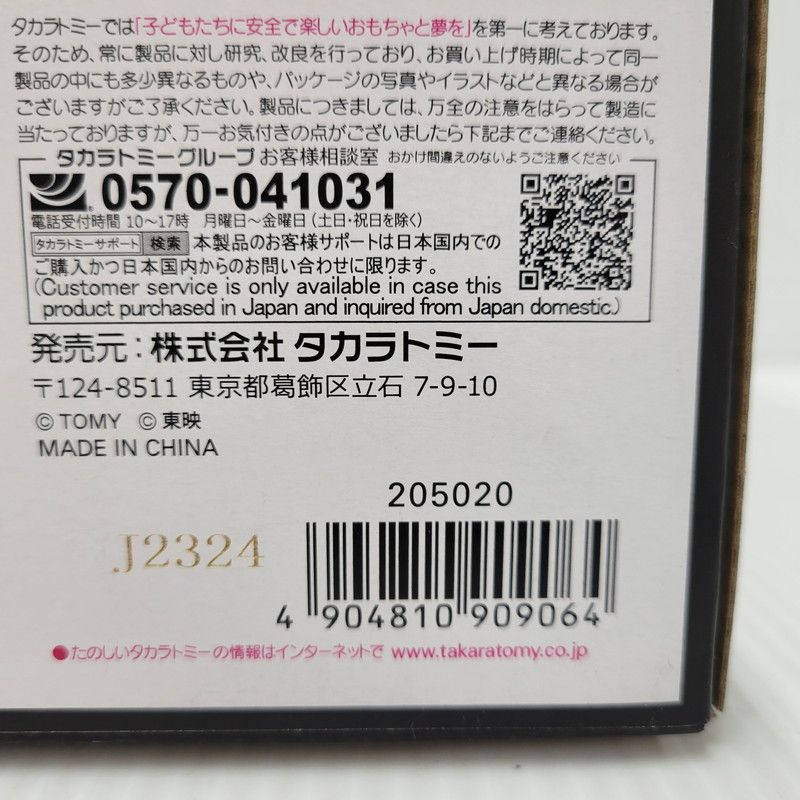 タカラトミーでは「子どもたちに安全で楽しいおもちゃと夢を」を第一に考えております。
そのため、常に製品に対し研究、改良を行っており、お買い上げ時期によって同一
製品の中にも多少異なるものや、パッケージの写真やイラストなどと異なる場合が
ございますがご了承ください。製品につきましては、万全の注意をはらって製造に
当たっておりますが、万一お気付きの点がございましたら下記までご連絡ください。
タカラトミーグループ お客様相談室 おかけ間違えのないようご注意ください
0570-041031
電話受付時間 10〜17時 月曜日〜金曜日(土日・祝日を除く)
タカラトミーサポート 検索 本製品のお客様サポートは日本国内での
ご購入かつ日本国内からのお問い合わせに限ります。
(Customer service is only available in case this
product purchased in Japan and inquired from Japan domestic.)
発売元:株式会社 タカラトミー
〒124-8511 東京都葛飾区立石 7-9-10
© TOMY © 東映
MADE IN CHINA
205020
J2324
4 904810 909064
●たのしいタカラトミーの情報はインターネットで www.takaratomy.co.jp